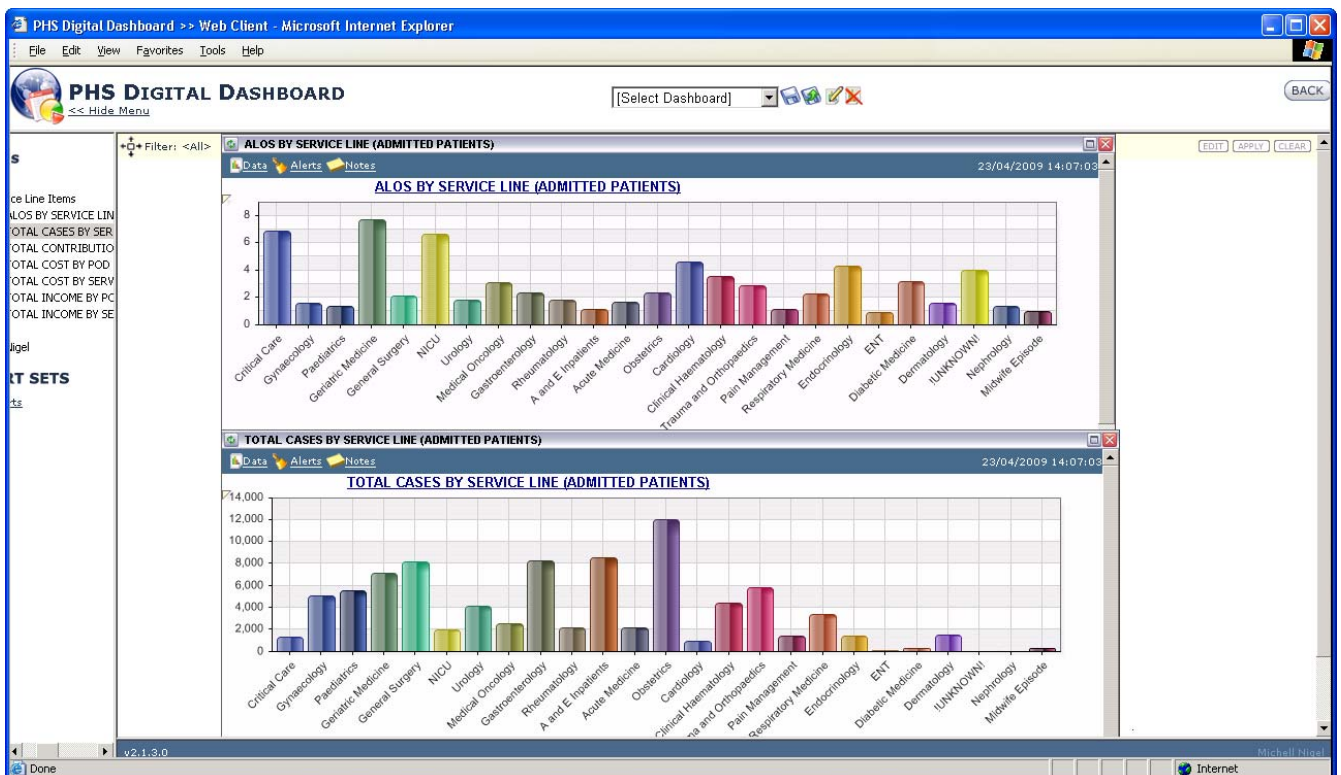 PHS Digital Dashboard >> Web Client - Microsoft Internet Explorer
File Edit View Favorites Tools Help
PHS DIGITAL DASHBOARD
<< Hide Menu
[Select Dashboard]
BACK
s
ce Line Items
ALOS BY SERVICE LIN
OTAL CASES BY SER
OTAL CONTRIBUTIO
OTAL COST BY POD
OTAL COST BY SERV
OTAL INCOME BY PO
OTAL INCOME BY SE
Nigel
RT SETS
rts
Filter: <All>
EDIT APPLY CLEAR
ALOS BY SERVICE LINE (ADMITTED PATIENTS)
Data Alerts Notes 23/04/2009 14:07:03
ALOS BY SERVICE LINE (ADMITTED PATIENTS)
8
6
4
2
0
Critical Care
Gynaecology
Paediatrics
Geriatric Medicine
General Surgery
NICU
Urology
Medical Oncology
Gastroenterology
Rheumatology
A and E Inpatients
Acute Medicine
Obstetrics
Cardiology
Clinical Haematology
Trauma and Orthopaedics
Pain Management
Respiratory Medicine
Endocrinology
ENT
Diabetic Medicine
Dermatology
!UNKNOWN!
Nephrology
Midwife Episode
TOTAL CASES BY SERVICE LINE (ADMITTED PATIENTS)
Data Alerts Notes 23/04/2009 14:07:03
TOTAL CASES BY SERVICE LINE (ADMITTED PATIENTS)
14,000
12,000
10,000
8,000
6,000
4,000
2,000
0
Critical Care
Gynaecology
Paediatrics
Geriatric Medicine
General Surgery
NICU
Urology
Medical Oncology
Gastroenterology
Rheumatology
A and E Inpatients
Acute Medicine
Obstetrics
Cardiology
Clinical Haematology
ma and Orthopaedics
Pain Management
Respiratory Medicine
Endocrinology
ENT
Diabetic Medicine
Dermatology
!UNKNOWN!
Nephrology
Midwife Episode
v2.1.3.0
Michell Nigel
Done
Internet